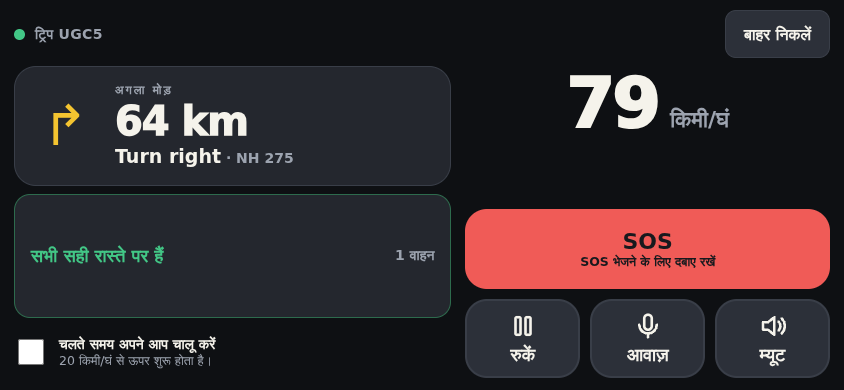 ट्रिप UGC5
बाहर निकलें
अगला मोड़
64 km
Turn right · NH 275
79 किमी/घं
सभी सही रास्ते पर हैं
1 वाहन
SOS
SOS भेजने के लिए दबाए रखें
चलते समय अपने आप चालू करें
20 किमी/घं से ऊपर शुरू होता है।
रुकें
आवाज़
म्यूट